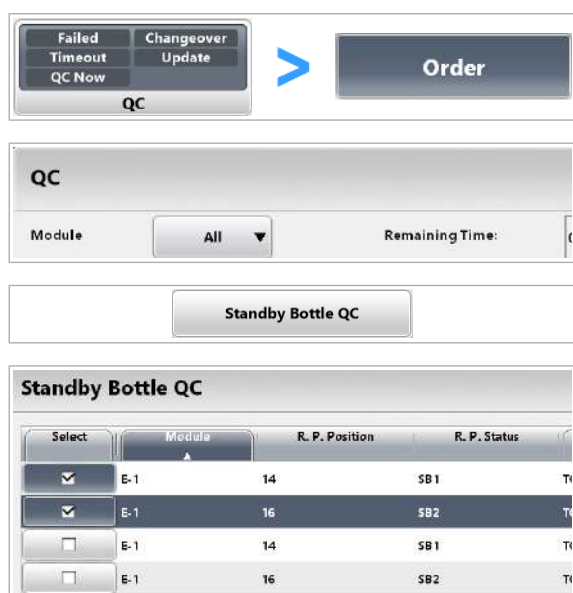 Failed Changeover
Timeout Update
QC Now
QC
> Order
QC
Module All Remaining Time:
Standby Bottle QC
Standby Bottle QC
Select Module R. P. Position R. P. Status
E-1 14 SB1
E-1 16 SB2
E-1 14 SB1
E-1 16 SB2